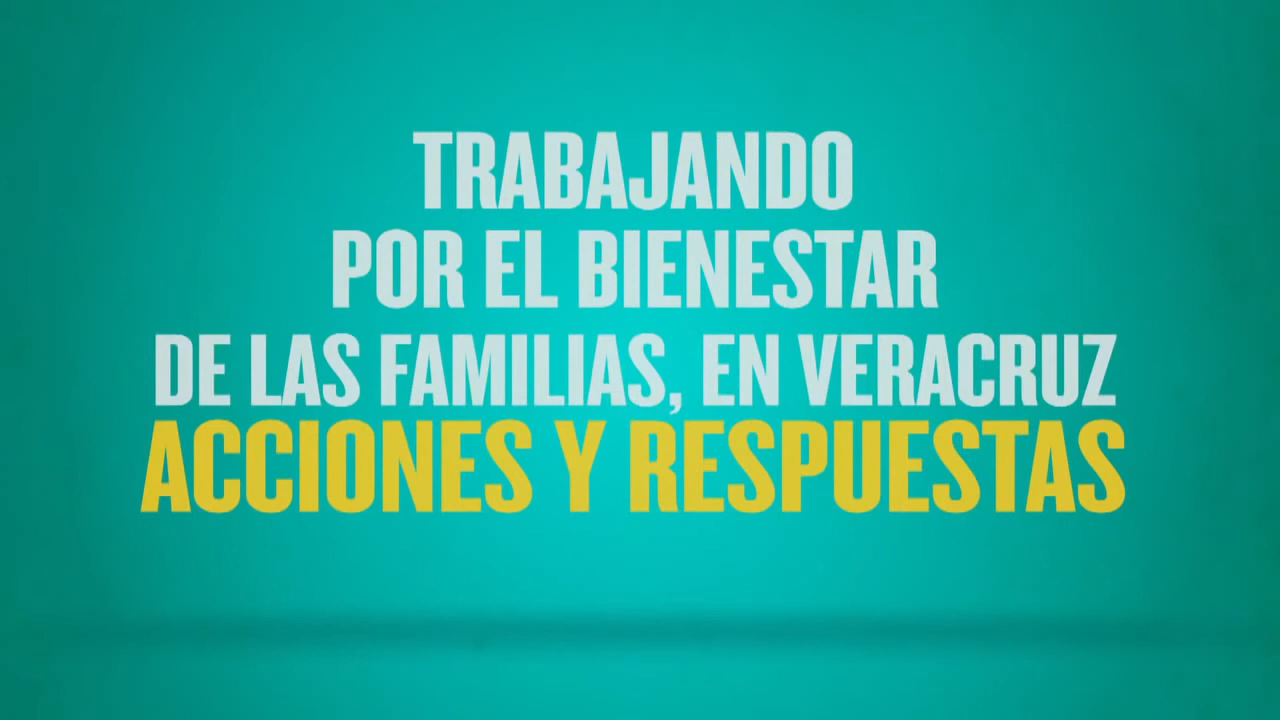 TRABAJANDO
POR EL BIENESTAR
DE LAS FAMILIAS, EN VERACRUZ
ACCIONES Y RESPUESTAS